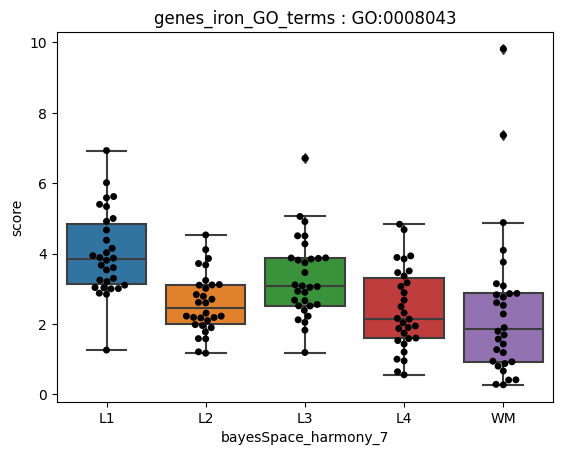 genes_iron_GO_terms : GO:0008043
score
10
8
6
4
2
0
L1 L2 L3 L4 WM
bayesSpace_harmony_7